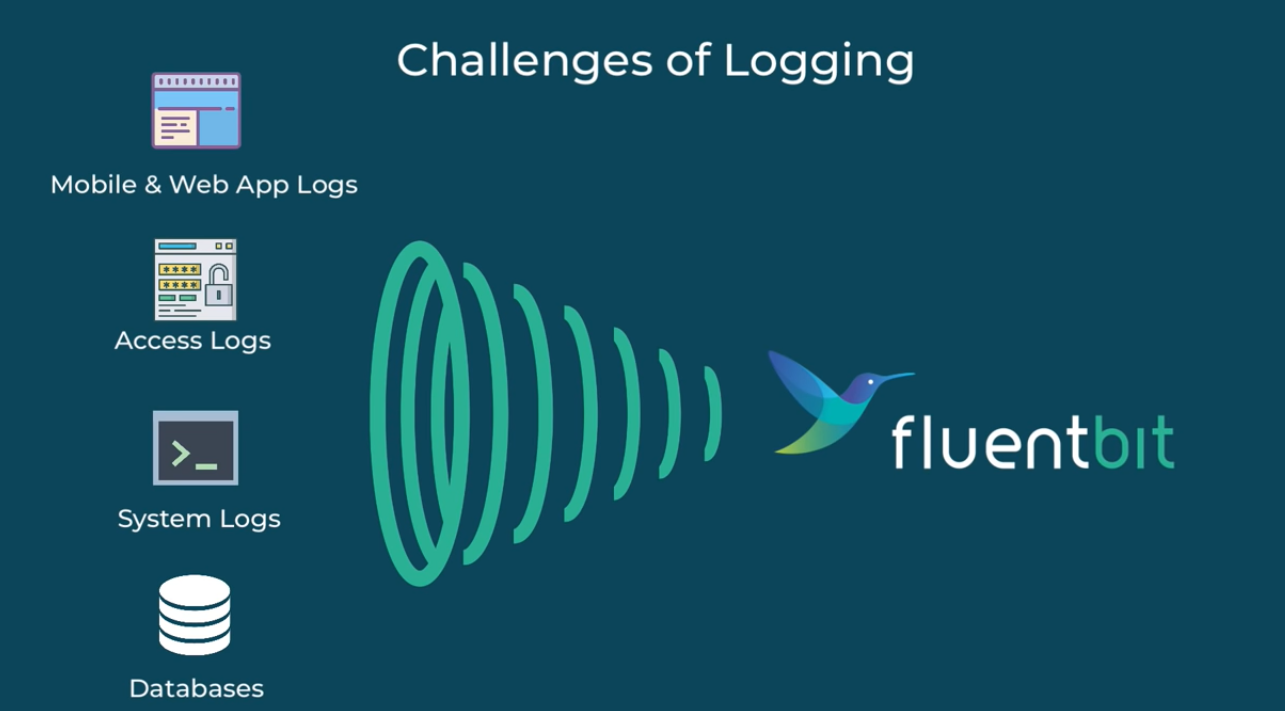 Challenges of Logging
Mobile & Web App Logs
****
****
Access Logs
>_
System Logs
fluentbit
Databases